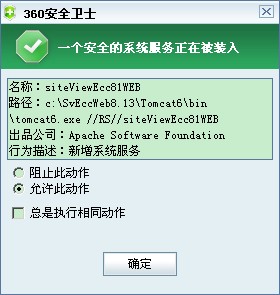 360安全卫士
一个安全的系统服务正在被装入
名称：siteViewEcc81WEB
路径：c:\SvEccWeb8.13\Tomcat6\bin
\tomcat6.exe //RS//siteViewEcc81WEB
出品公司：Apache Software Foundation
行为描述：新增系统服务
阻止此动作
允许此动作
总是执行相同动作
确定